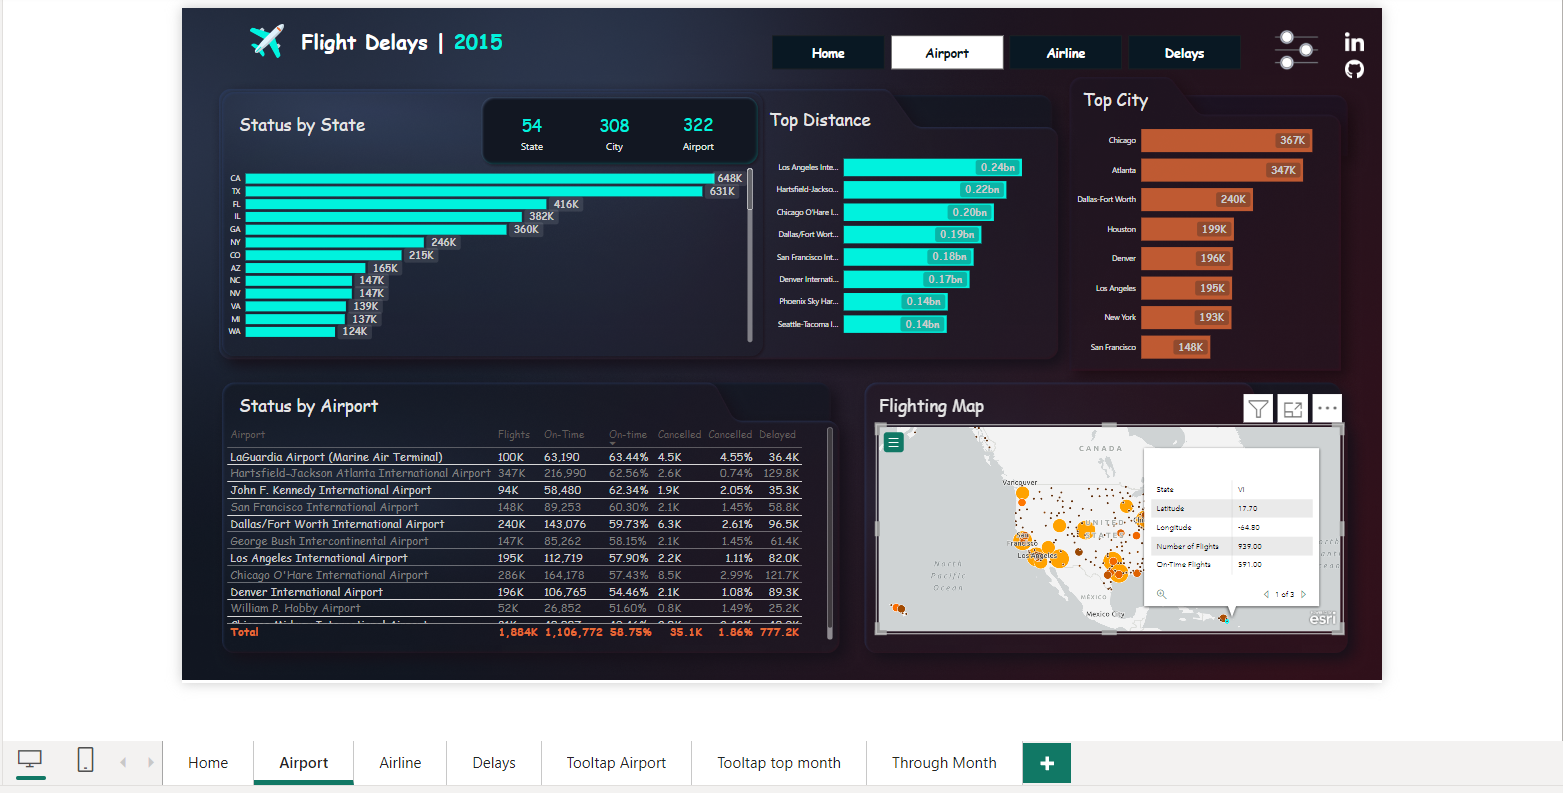 Flight Delays | 2015
Home
Airport
Airline
Delays
in
Status by State
54
State
308
City
322
Airport
CA 648K
TX 631K
FL 416K
IL 382K
GA 360K
NY 246K
CO 215K
AZ 165K
NC 147K
NV 147K
VA 139K
MI 137K
WA 124K
Top Distance
Los Angeles Inte... 0.24bn
Hartsfield-Jackso... 0.22bn
Chicago O'Hare I... 0.20bn
Dallas/Fort Wort... 0.19bn
San Francisco Int... 0.18bn
Denver Internati... 0.17bn
Phoenix Sky Har... 0.14bn
Seattle-Tacoma I... 0.14bn
Top City
Chicago 367K
Atlanta 347K
Dallas-Fort Worth 240K
Houston 199K
Denver 196K
Los Angeles 195K
New York 193K
San Francisco 148K
Status by Airport
Airport Flights On-Time On-time Cancelled Cancelled Delayed
LaGuardia Airport (Marine Air Terminal) 100K 63,190 63.44% 4.5K 4.55% 36.4K
Hartsfield-Jackson Atlanta International Airport 347K 216,990 62.56% 2.6K 0.74% 129.8K
John F. Kennedy International Airport 94K 58,480 62.34% 1.9K 2.05% 35.3K
San Francisco International Airport 148K 89,253 60.30% 2.1K 1.45% 58.8K
Dallas/Fort Worth International Airport 240K 143,076 59.73% 6.3K 2.61% 96.5K
George Bush Intercontinental Airport 147K 85,262 58.15% 2.1K 1.45% 61.4K
Los Angeles International Airport 195K 112,719 57.90% 2.2K 1.11% 82.0K
Chicago O'Hare International Airport 286K 164,178 57.43% 8.5K 2.99% 121.7K
Denver International Airport 196K 106,765 54.46% 2.1K 1.08% 89.3K
William P. Hobby Airport 52K 26,852 51.60% 0.8K 1.49% 25.2K
Total 1,884K 1,106,772 58.75% 35.1K 1.86% 777.2K
Flighting Map
CANADA
Vancouver
UNITED
STATES
San
Francisco
Los Angeles
North
Pacific
Ocean
MÉXICO
Mexico City
State VI
Latitude 17.70
Longitude -64.80
Number of Flights 939.00
On-Time Flights 591.00
1 of 3
esri
Home
Airport
Airline
Delays
Tooltap Airport
Tooltap top month
Through Month
+